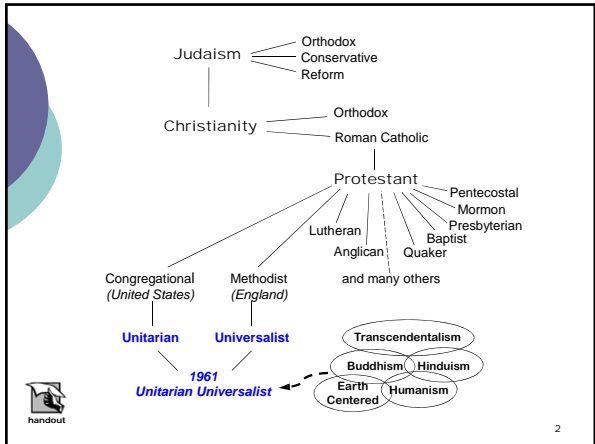 Judaism
Orthodox
Conservative
Reform
Christianity
Orthodox
Roman Catholic
Protestant
Pentecostal
Mormon
Presbyterian
Baptist
Quaker
Lutheran
Anglican
and many others
Congregational
(United States)
Methodist
(England)
Unitarian
Universalist
1961
Unitarian Universalist
Transcendentalism
Buddhism
Hinduism
Earth
Centered
Humanism
handout
2